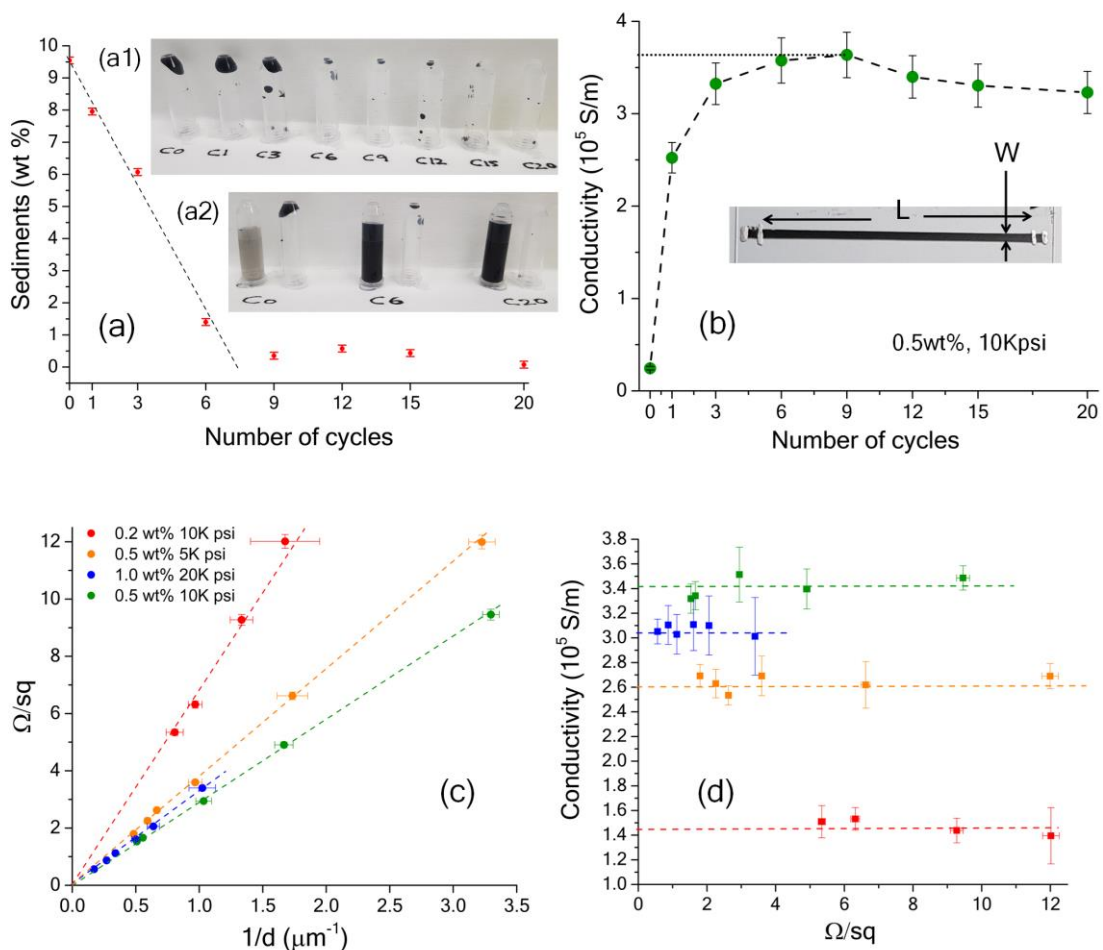 (a1)
C0 C1 C3 C6 C9 C12 C15 C20
(a2)
C0 C6 C20
(a)
Sediments (wt %)
10
9
8
7
6
5
4
3
2
1
0
0 1 3 6 9 12 15 20
Number of cycles
Conductivity (10⁵ S/m)
4
3
2
1
0
W
L
(b)
0.5wt%, 10Kpsi
0 1 3 6 9 12 15 20
Number of cycles
Ω/sq
12
10
8
6
4
2
0
0.2 wt% 10K psi
0.5 wt% 5K psi
1.0 wt% 20K psi
0.5 wt% 10K psi
(c)
0.0 0.5 1.0 1.5 2.0 2.5 3.0 3.5
1/d (μm⁻¹)
Conductivity (10⁵ S/m)
3.8
3.6
3.4
3.2
3.0
2.8
2.6
2.4
2.2
2.0
1.8
1.6
1.4
1.2
1.0
(d)
0 2 4 6 8 10 12
Ω/sq